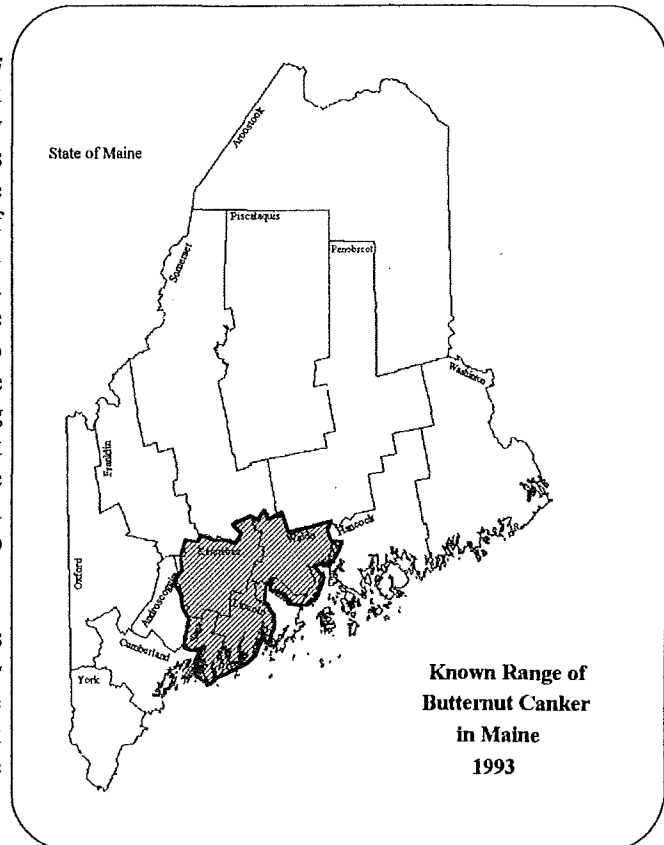 State of Maine
Aroostook
Piscataquis
Penobscot
Somerset
Washington
Franklin
Hancock
Waldo
Kennebec
Oxford
Androscoggin
Lincoln
Cumberland
York
Known Range of
Butternut Canker
in Maine
1993